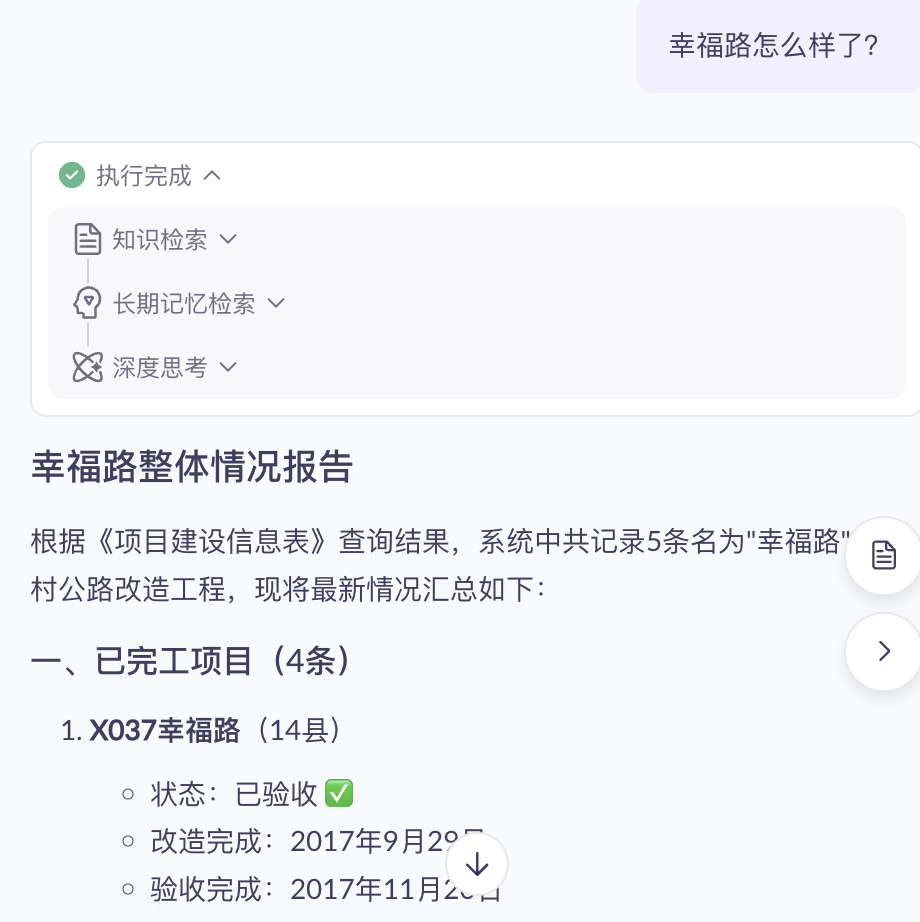 幸福路怎么样了?
执行完成
知识检索
长期记忆检索
深度思考
幸福路整体情况报告
根据《项目建设信息表》查询结果，系统中共记录5条名为"幸福路"
村公路改造工程，现将最新情况汇总如下：
一、已完工项目（4条）
1. X037幸福路（14县）
状态：已验收 ✅
改造完成：2017年9月29日
验收完成：2017年11月